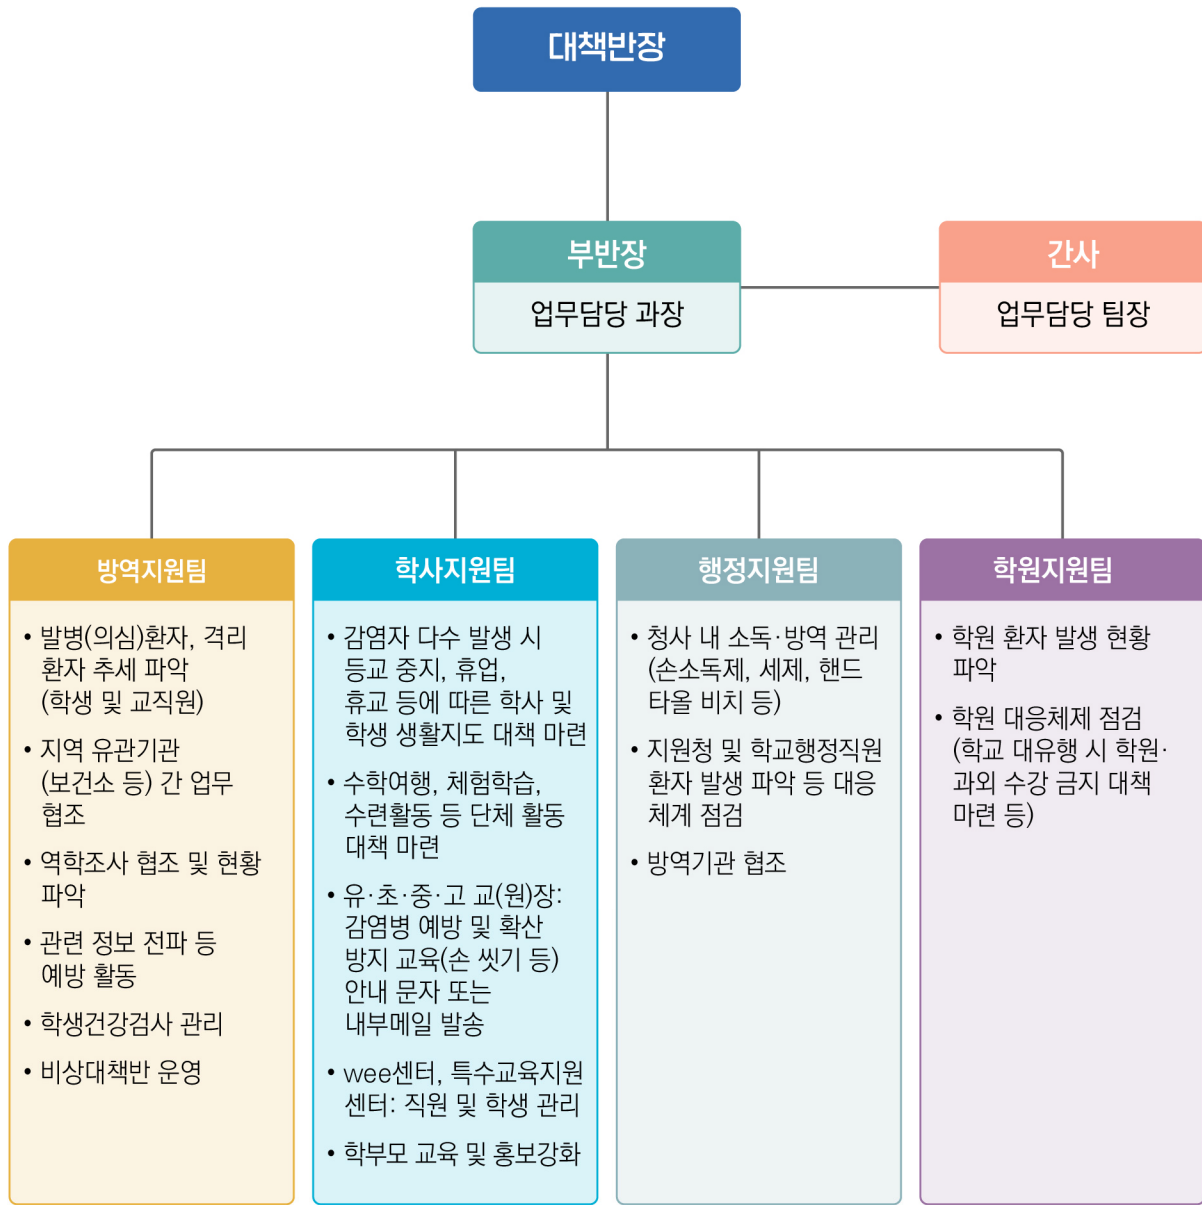 대책반장
부반장
업무담당 과장
간사
업무담당 팀장
방역지원팀
• 발병(의심)환자, 격리
환자 추세 파악
(학생 및 교직원)
• 지역 유관기관
(보건소 등) 간 업무
협조
• 역학조사 협조 및 현황
파악
• 관련 정보 전파 등
예방 활동
• 학생건강검사 관리
• 비상대책반 운영
학사지원팀
• 감염자 다수 발생 시
등교 중지, 휴업,
휴교 등에 따른 학사 및
학생 생활지도 대책 마련
• 수학여행, 체험학습,
수련활동 등 단체 활동
대책 마련
• 유·초·중·고 교(원)장:
감염병 예방 및 확산
방지 교육(손 씻기 등)
안내 문자 또는
내부메일 발송
• wee센터, 특수교육지원
센터: 직원 및 학생 관리
• 학부모 교육 및 홍보강화
행정지원팀
• 청사 내 소독·방역 관리
(손소독제, 세제, 핸드
타올 비치 등)
• 지원청 및 학교행정직원
환자 발생 파악 등 대응
체계 점검
• 방역기관 협조
학원지원팀
• 학원 환자 발생 현황
파악
• 학원 대응체제 점검
(학교 대유행 시 학원·
과외 수강 금지 대책
마련 등)